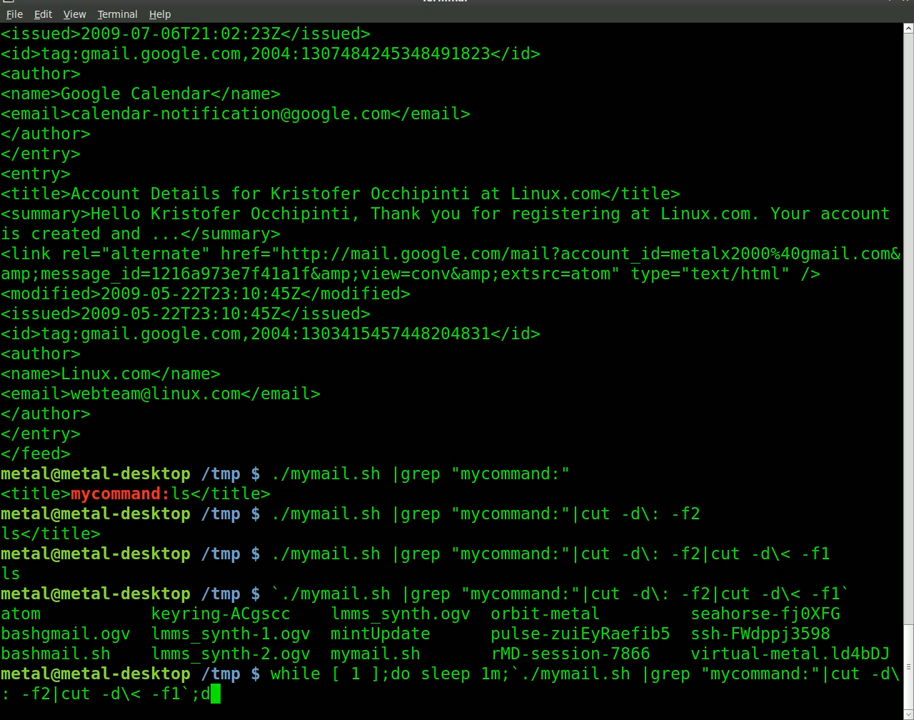 Terminal
File Edit View Terminal Help
<issued>2009-07-06T21:02:23Z</issued>
<id>tag:gmail.google.com,2004:1307484245348491823</id>
<author>
<name>Google Calendar</name>
<email>calendar-notification@google.com</email>
</author>
</entry>
<entry>
<title>Account Details for Kristofer Occhipinti at Linux.com</title>
<summary>Hello Kristofer Occhipinti, Thank you for registering at Linux.com. Your account
is created and ...</summary>
<link rel="alternate" href="http://mail.google.com/mail?account_id=metalx2000%40gmail.com&
amp;message_id=1216a973e7f41a1f&amp;view=conv&amp;extsrc=atom" type="text/html" />
<modified>2009-05-22T23:10:45Z</modified>
<issued>2009-05-22T23:10:45Z</issued>
<id>tag:gmail.google.com,2004:1303415457448204831</id>
<author>
<name>Linux.com</name>
<email>webteam@linux.com</email>
</author>
</entry>
</feed>
metal@metal-desktop /tmp $ ./mymail.sh |grep "mycommand:"
<title>mycommand:ls</title>
metal@metal-desktop /tmp $ ./mymail.sh |grep "mycommand:"|cut -d\: -f2
ls</title>
metal@metal-desktop /tmp $ ./mymail.sh |grep "mycommand:"|cut -d\: -f2|cut -d\< -f1
ls
metal@metal-desktop /tmp $ `./mymail.sh |grep "mycommand:"|cut -d\: -f2|cut -d\< -f1`
atom keyring-ACgscc lmms_synth.ogv orbit-metal seahorse-fj0XFG
bashgmail.ogv lmms_synth-1.ogv mintUpdate pulse-zuiEyRaefib5 ssh-FWdppj3598
bashmail.sh lmms_synth-2.ogv mymail.sh rMD-session-7866 virtual-metal.ld4bDJ
metal@metal-desktop /tmp $ while [ 1 ];do sleep 1m;`./mymail.sh |grep "mycommand:"|cut -d\
: -f2|cut -d\< -f1`;d